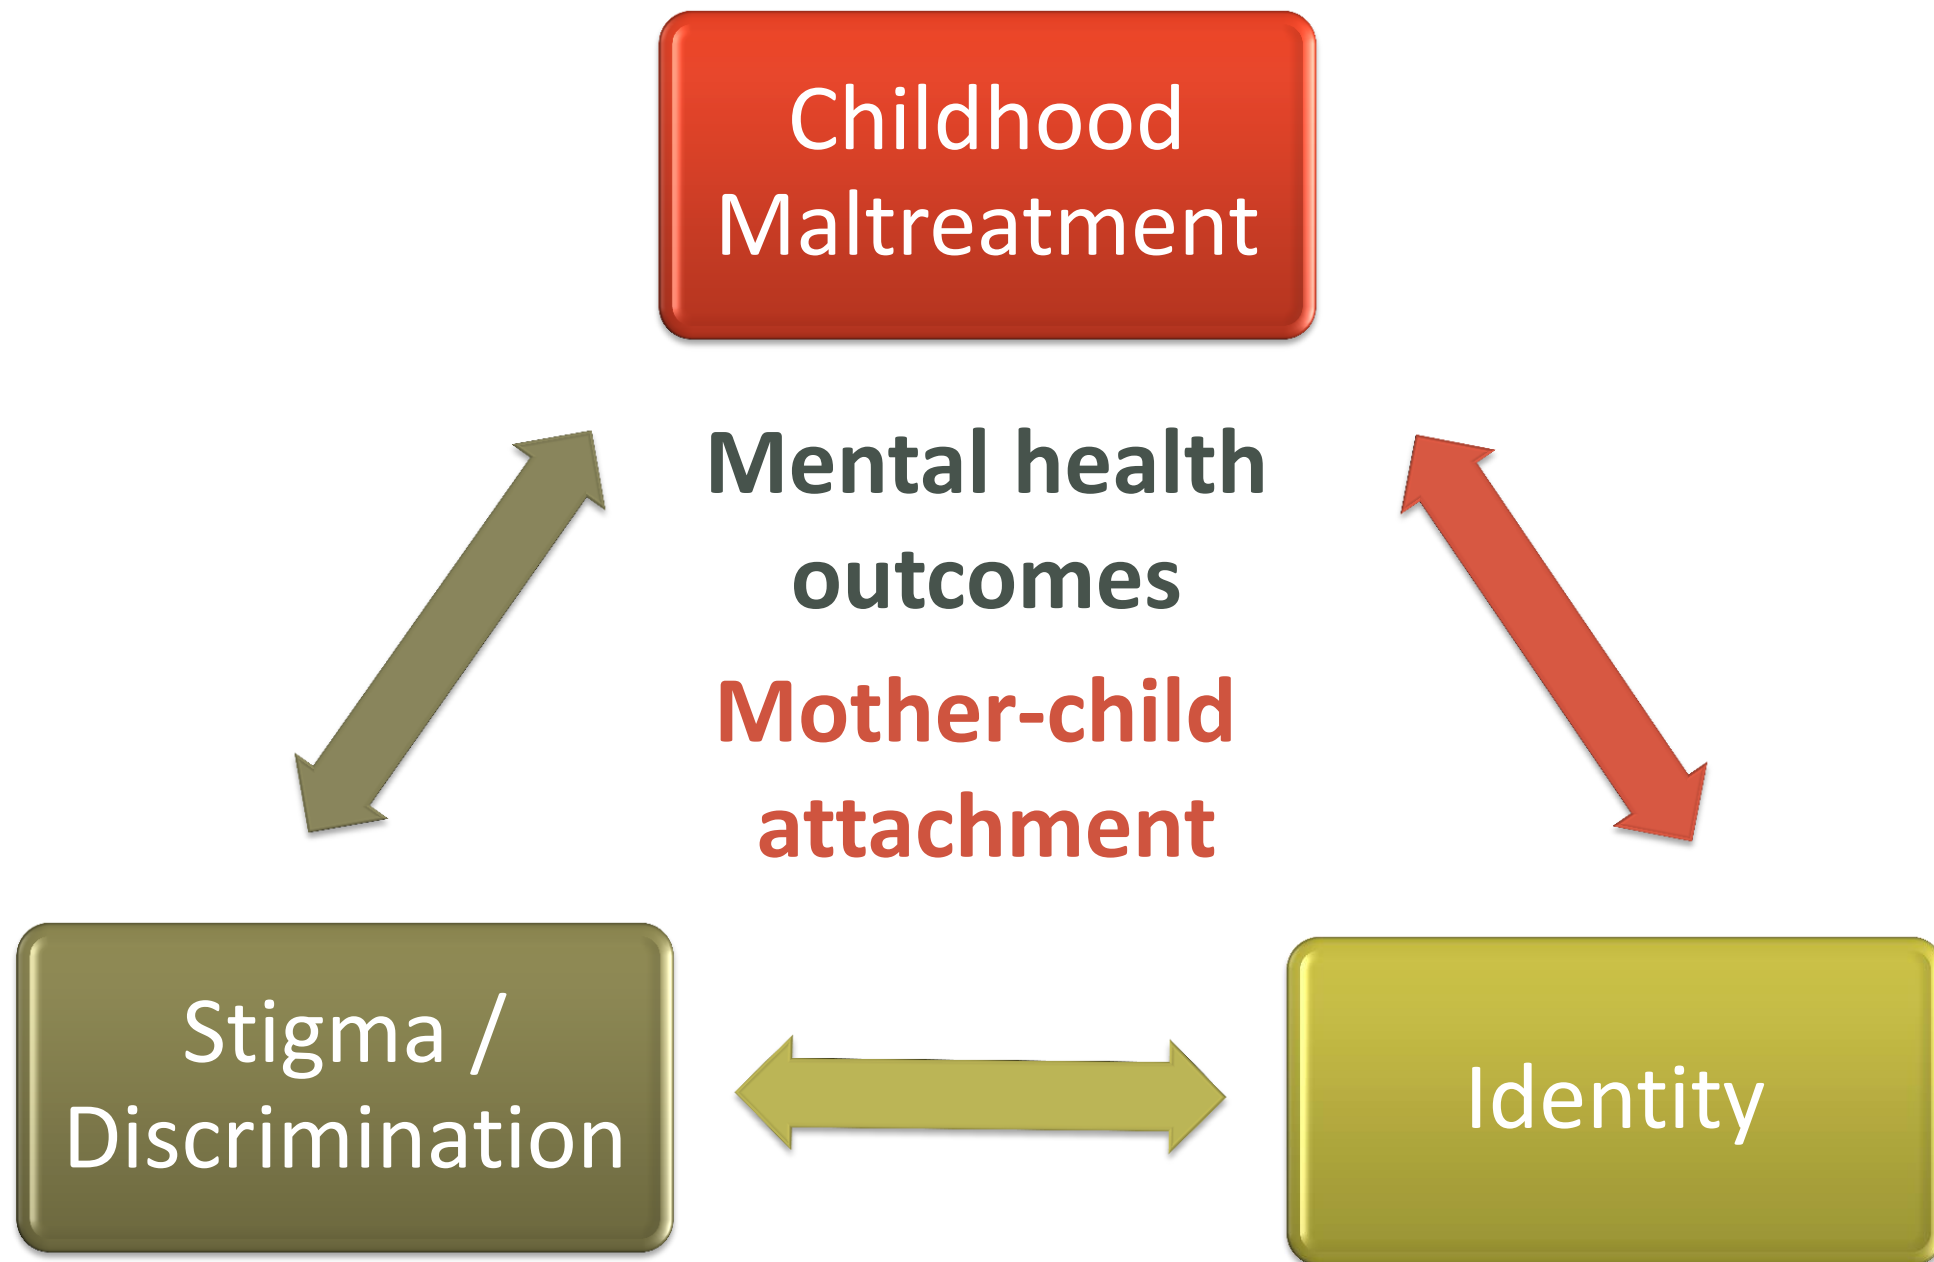 Childhood
Maltreatment
Mental health
outcomes
Mother-child
attachment
Stigma /
Discrimination
Identity